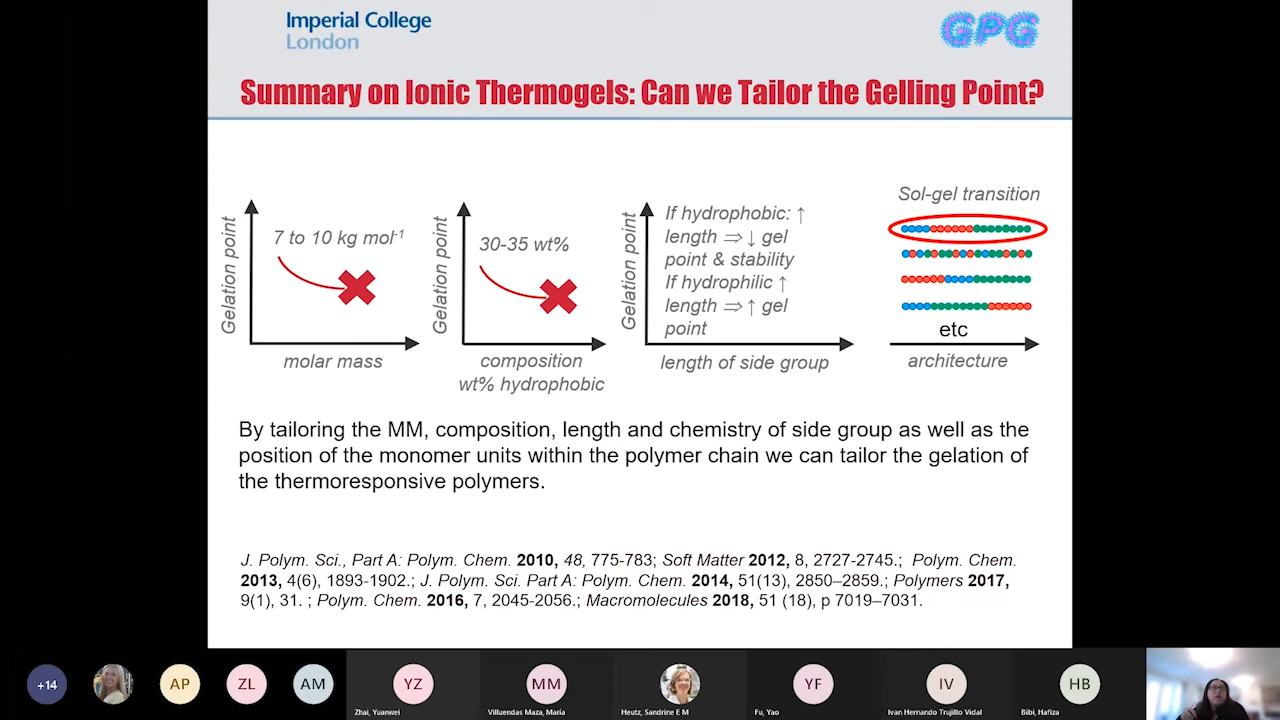 Imperial College
London
GPG
Summary on Ionic Thermogels: Can we Tailor the Gelling Point?
Gelation point
7 to 10 kg mol-1
molar mass
Gelation point
30-35 wt%
composition
wt% hydrophobic
Gelation point
If hydrophobic: ↑
length ⇒ ↓ gel
point & stability
If hydrophilic ↑
length ⇒ ↑ gel
point
length of side group
Sol-gel transition
etc
architecture
By tailoring the MM, composition, length and chemistry of side group as well as the
position of the monomer units within the polymer chain we can tailor the gelation of
the thermoresponsive polymers.
J. Polym. Sci., Part A: Polym. Chem. 2010, 48, 775-783; Soft Matter 2012, 8, 2727-2745.; Polym. Chem.
2013, 4(6), 1893-1902.; J. Polym. Sci. Part A: Polym. Chem. 2014, 51(13), 2850–2859.; Polymers 2017,
9(1), 31. ; Polym. Chem. 2016, 7, 2045-2056.; Macromolecules 2018, 51 (18), p 7019–7031.
+14
AP
ZL
AM
YZ
Zhai, Yuanwei
MM
Villuendas Maza, María
Heutz, Sandrine E M
YF
Fu, Yao
IV
Ivan Hernando Trujillo Vidal
HB
Bibi, Hafiza